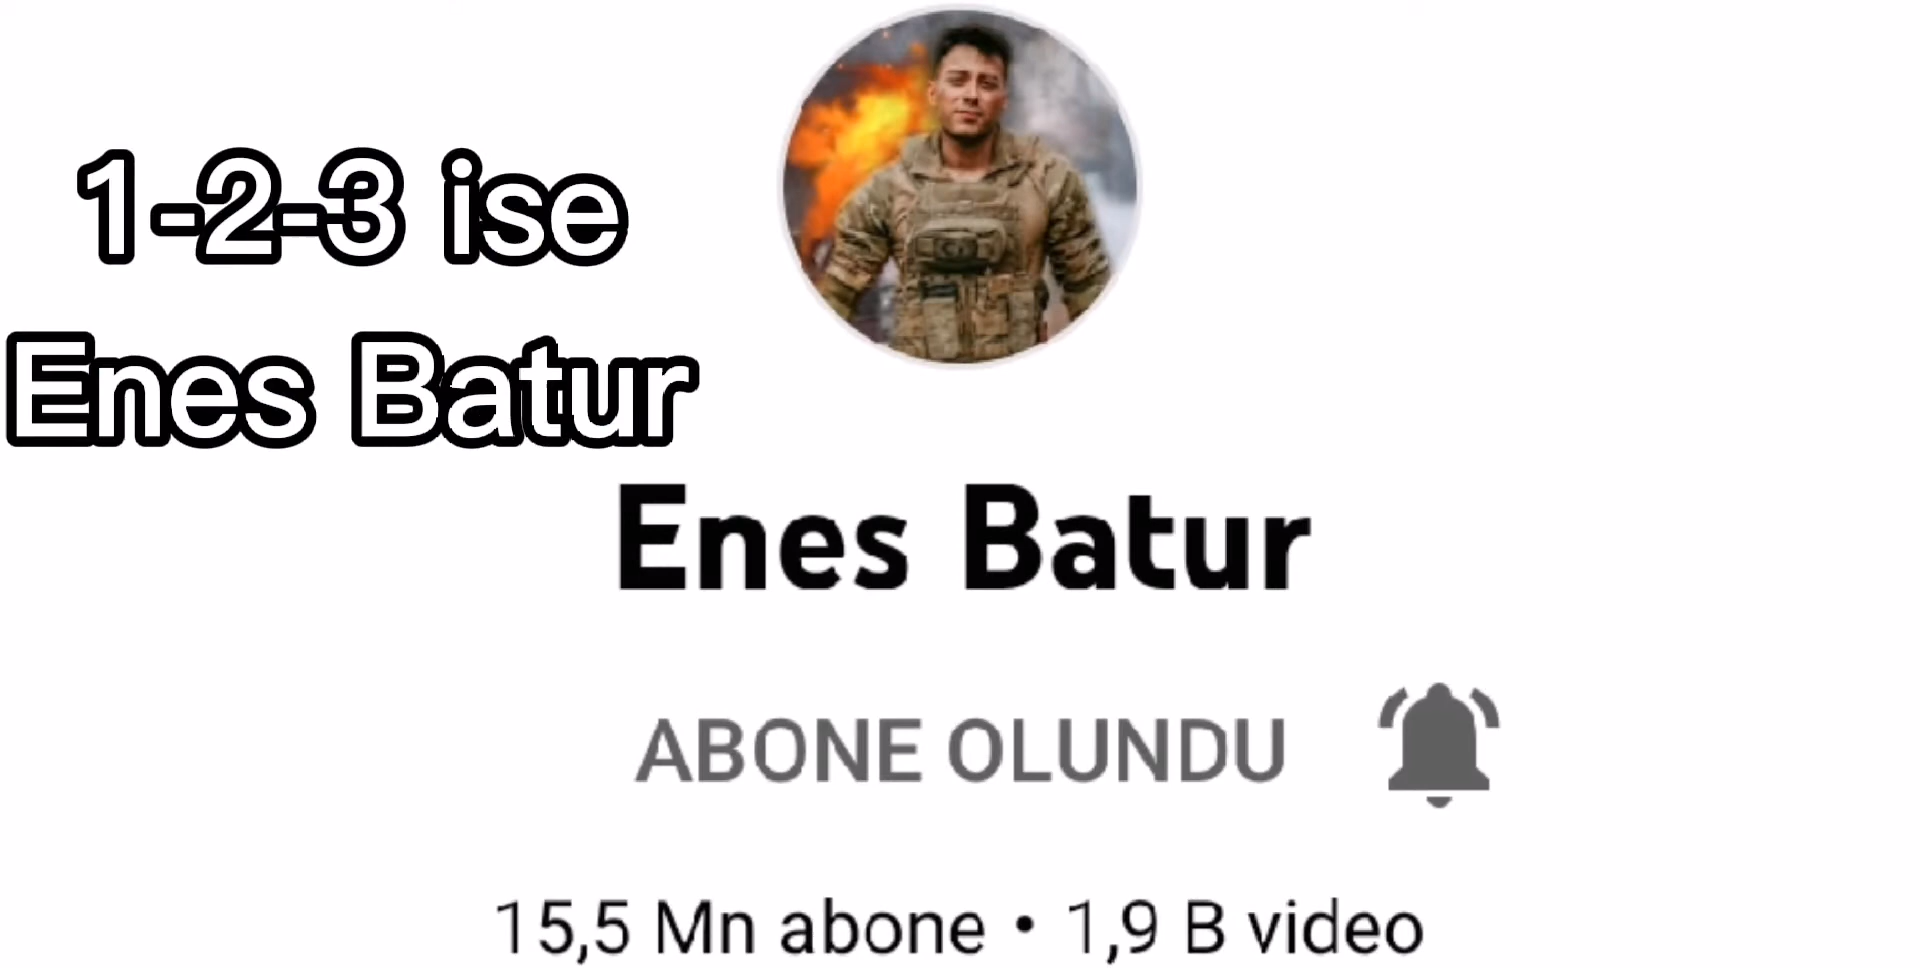 1-2-3 ise
Enes Batur
Enes Batur
ABONE OLUNDU
15,5 Mn abone • 1,9 B video